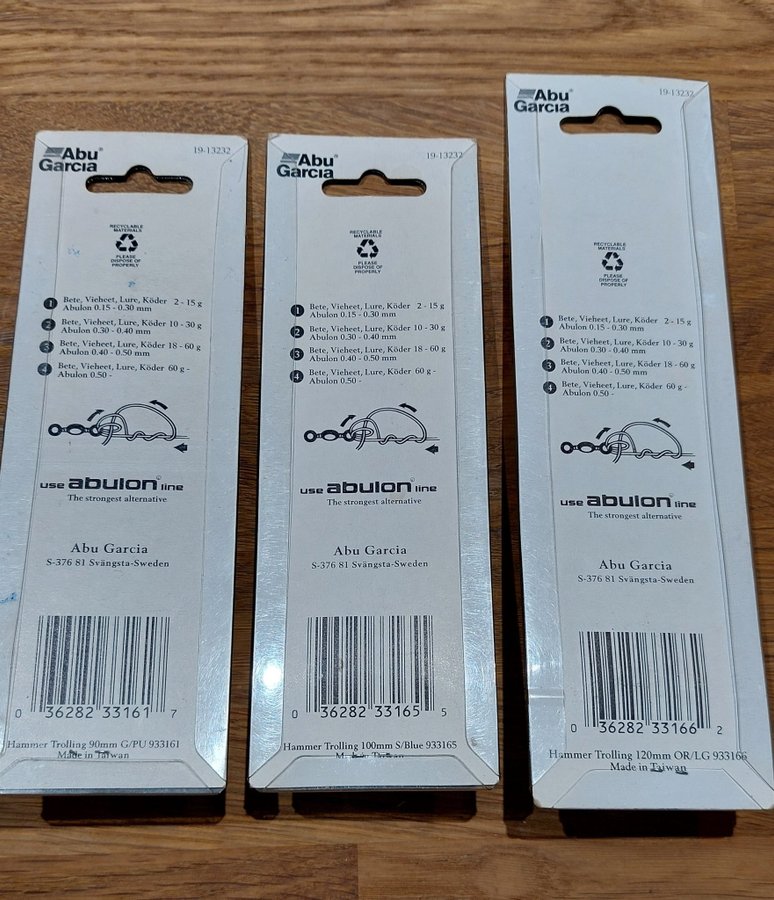 Abu
Garcia
19-13232
RECYCLABLE
MATERIALS
PLEASE
DISPOSE OF
PROPERLY
1 Bete, Vieheet, Lure, Köder 2 - 15 g
Abulon 0.15 - 0.30 mm
2 Bete, Vieheet, Lure, Köder 10 - 30 g
Abulon 0.30 - 0.40 mm
3 Bete, Vieheet, Lure, Köder 18 - 60 g
Abulon 0.40 - 0.50 mm
4 Bete, Vieheet, Lure, Köder 60 g -
Abulon 0.50 -
use abulon line
The strongest alternative
Abu Garcia
S-376 81 Svängsta-Sweden
0 36282 33161 7
Hammer Trolling 90mm G/PU 933161
Made in Taiwan
Abu
Garcia
19-13232
RECYCLABLE
MATERIALS
PLEASE
DISPOSE OF
PROPERLY
1 Bete, Vieheet, Lure, Köder 2 - 15 g
Abulon 0.15 - 0.30 mm
2 Bete, Vieheet, Lure, Köder 10 - 30 g
Abulon 0.30 - 0.40 mm
3 Bete, Vieheet, Lure, Köder 18 - 60 g
Abulon 0.40 - 0.50 mm
4 Bete, Vieheet, Lure, Köder 60 g -
Abulon 0.50 -
use abulon line
The strongest alternative
Abu Garcia
S-376 81 Svängsta-Sweden
0 36282 33165 5
Hammer Trolling 100mm S/Blue 933165
Made in Taiwan
Abu
Garcia
19-13232
RECYCLABLE
MATERIALS
PLEASE
DISPOSE OF
PROPERLY
1 Bete, Vieheet, Lure, Köder 2 - 15 g
Abulon 0.15 - 0.30 mm
2 Bete, Vieheet, Lure, Köder 10 - 30 g
Abulon 0.30 - 0.40 mm
3 Bete, Vieheet, Lure, Köder 18 - 60 g
Abulon 0.40 - 0.50 mm
4 Bete, Vieheet, Lure, Köder 60 g -
Abulon 0.50 -
use abulon line
The strongest alternative
Abu Garcia
S-376 81 Svängsta-Sweden
0 36282 33166 2
Hammer Trolling 120mm OR/LG 933166
Made in Taiwan